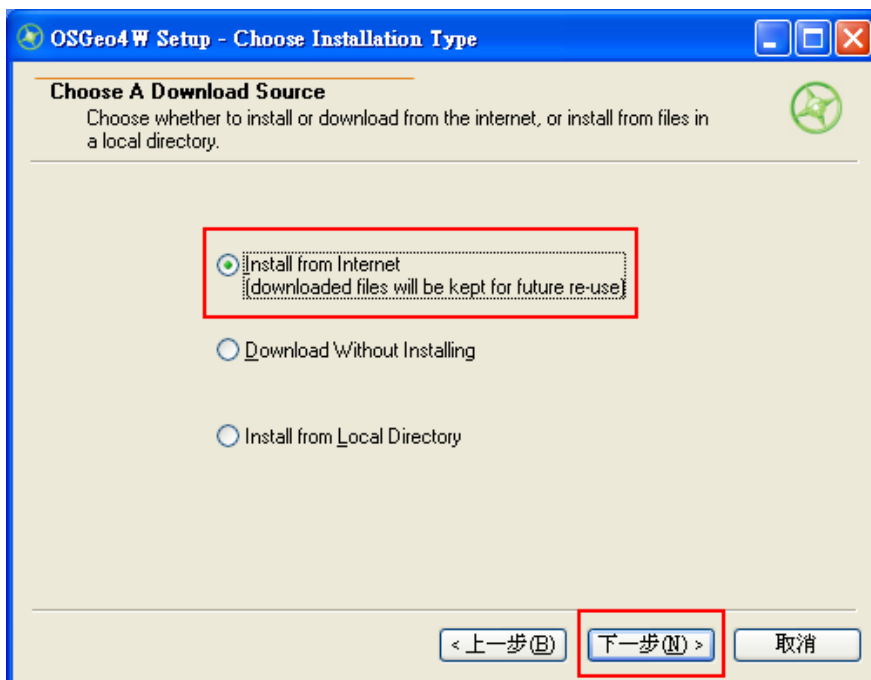 OSGeo4W Setup - Choose Installation Type
Choose A Download Source
Choose whether to install or download from the internet, or install from files in
a local directory.
Install from Internet
(downloaded files will be kept for future re-use)
Download Without Installing
Install from Local Directory
< 上一步(B)
下一步(N) >
取消